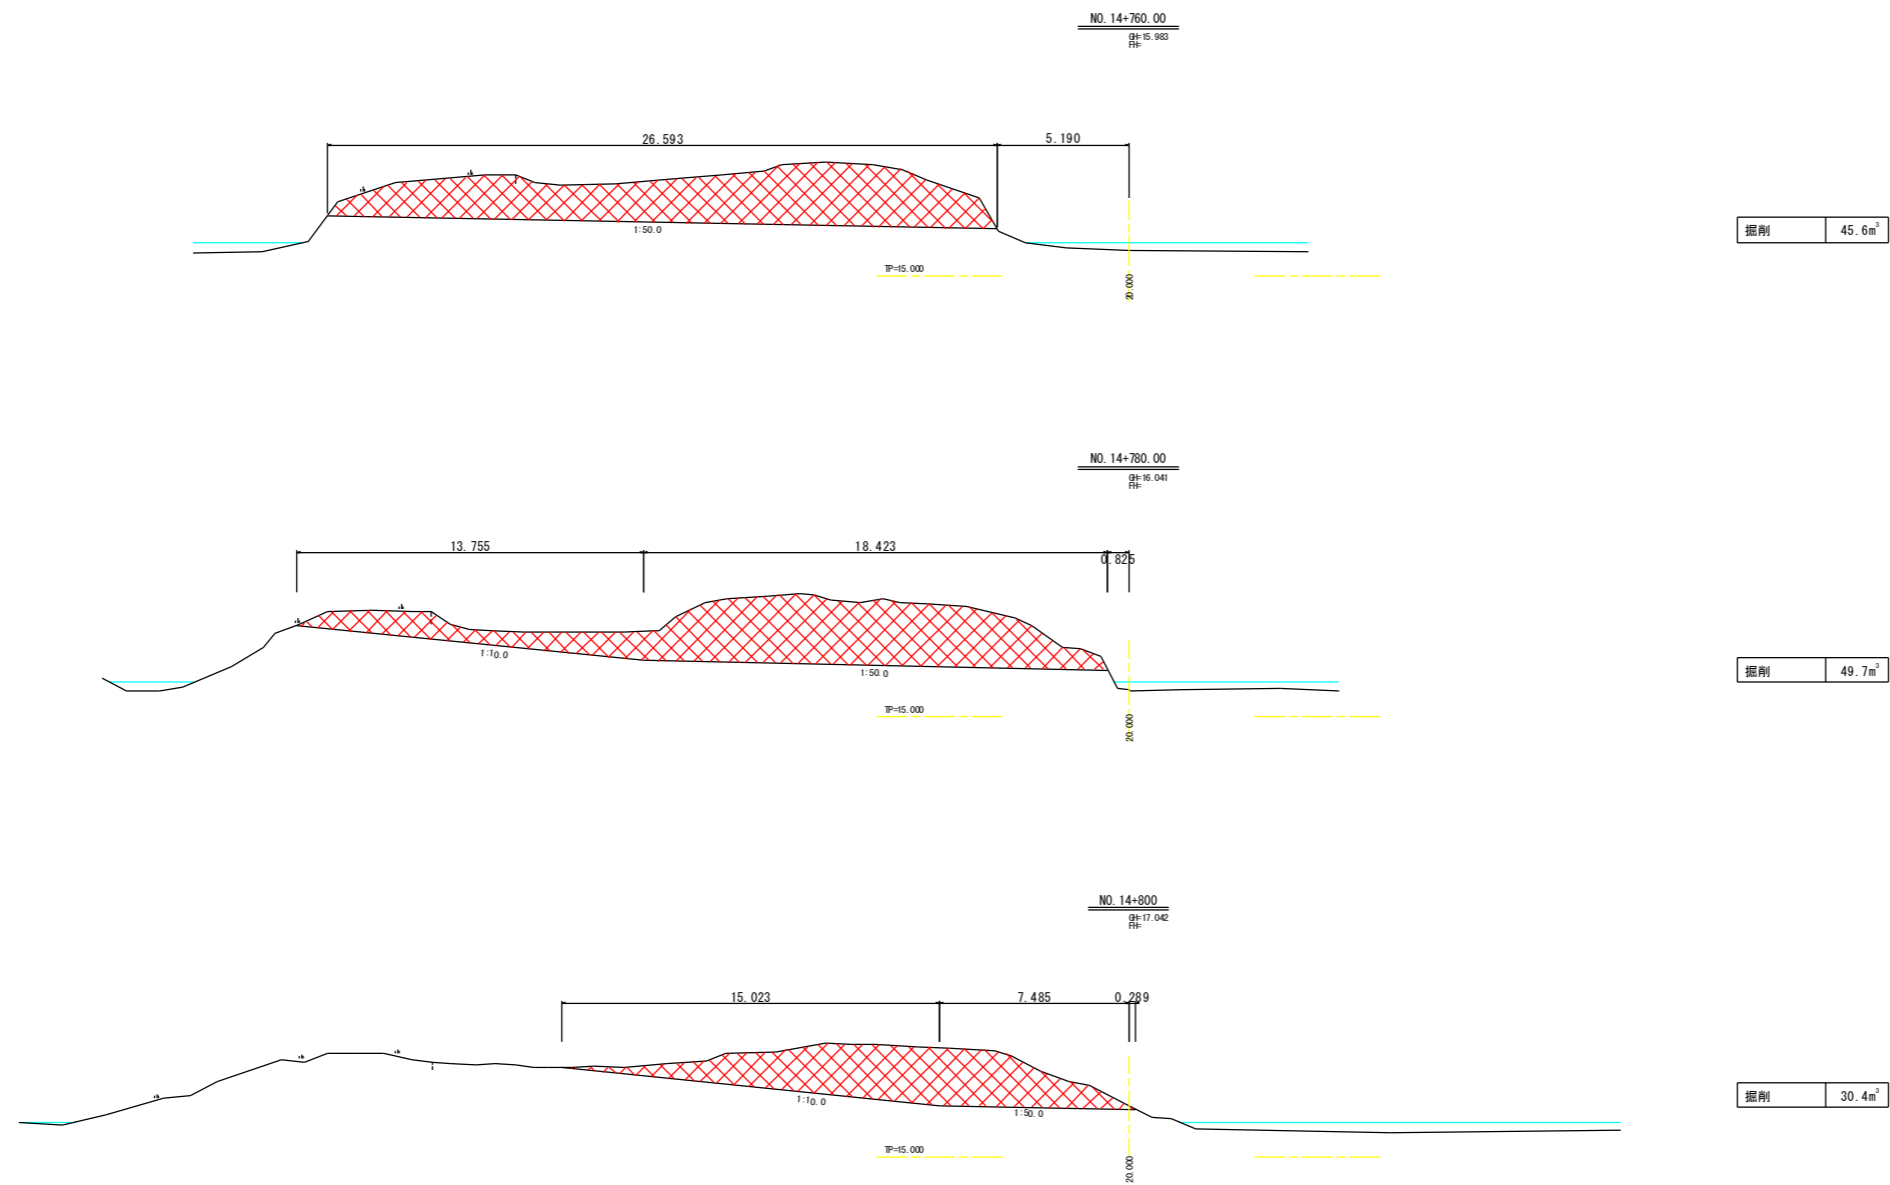 NO.14+760.00
GH=15.983
FH=
26.593
5.190
1:50.0
掘削 45.6m³
TP=15.000
20.000
NO.14+780.00
GH=16.041
FH=
13.755
18.423
0.825
1:10.0
1:50.0
掘削 49.7m³
TP=15.000
20.000
NO.14+800
GH=17.042
FH=
15.023
7.485
0.289
1:10.0
1:50.0
掘削 30.4m³
TP=15.000
20.000